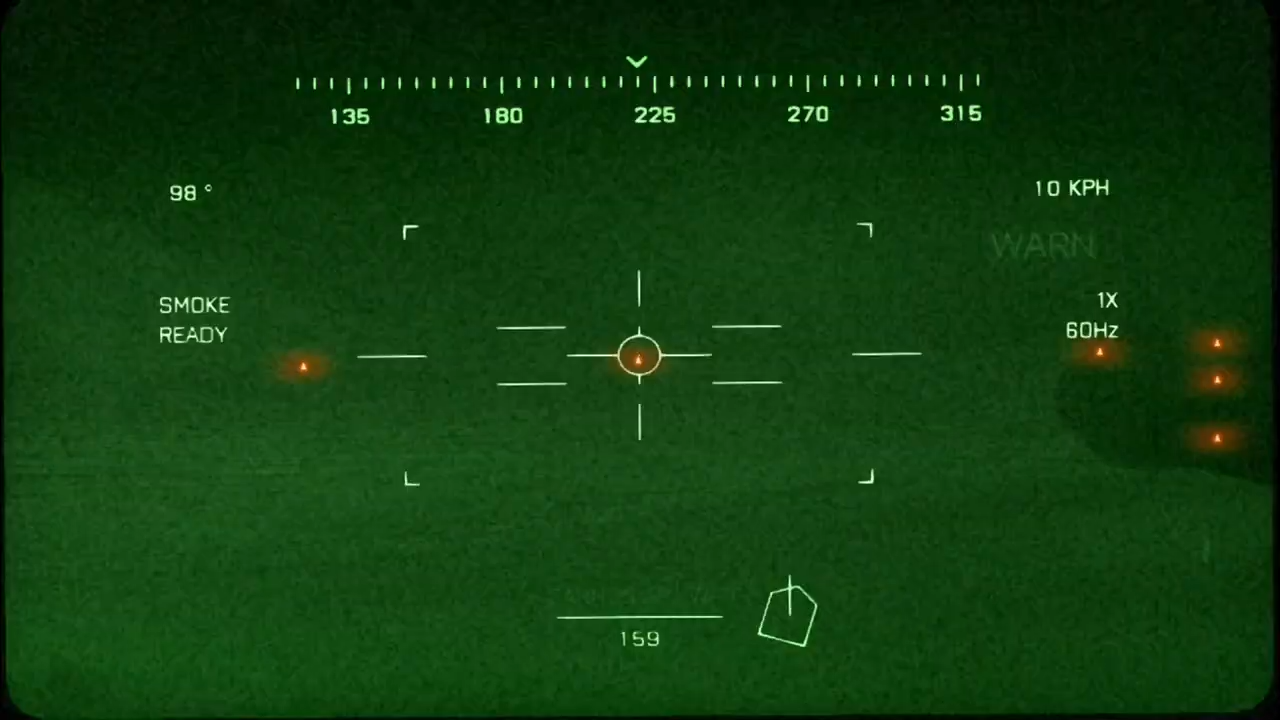 135 180 225 270 315
98 °
10 KPH
WARN
SMOKE
READY
1X
60Hz
159